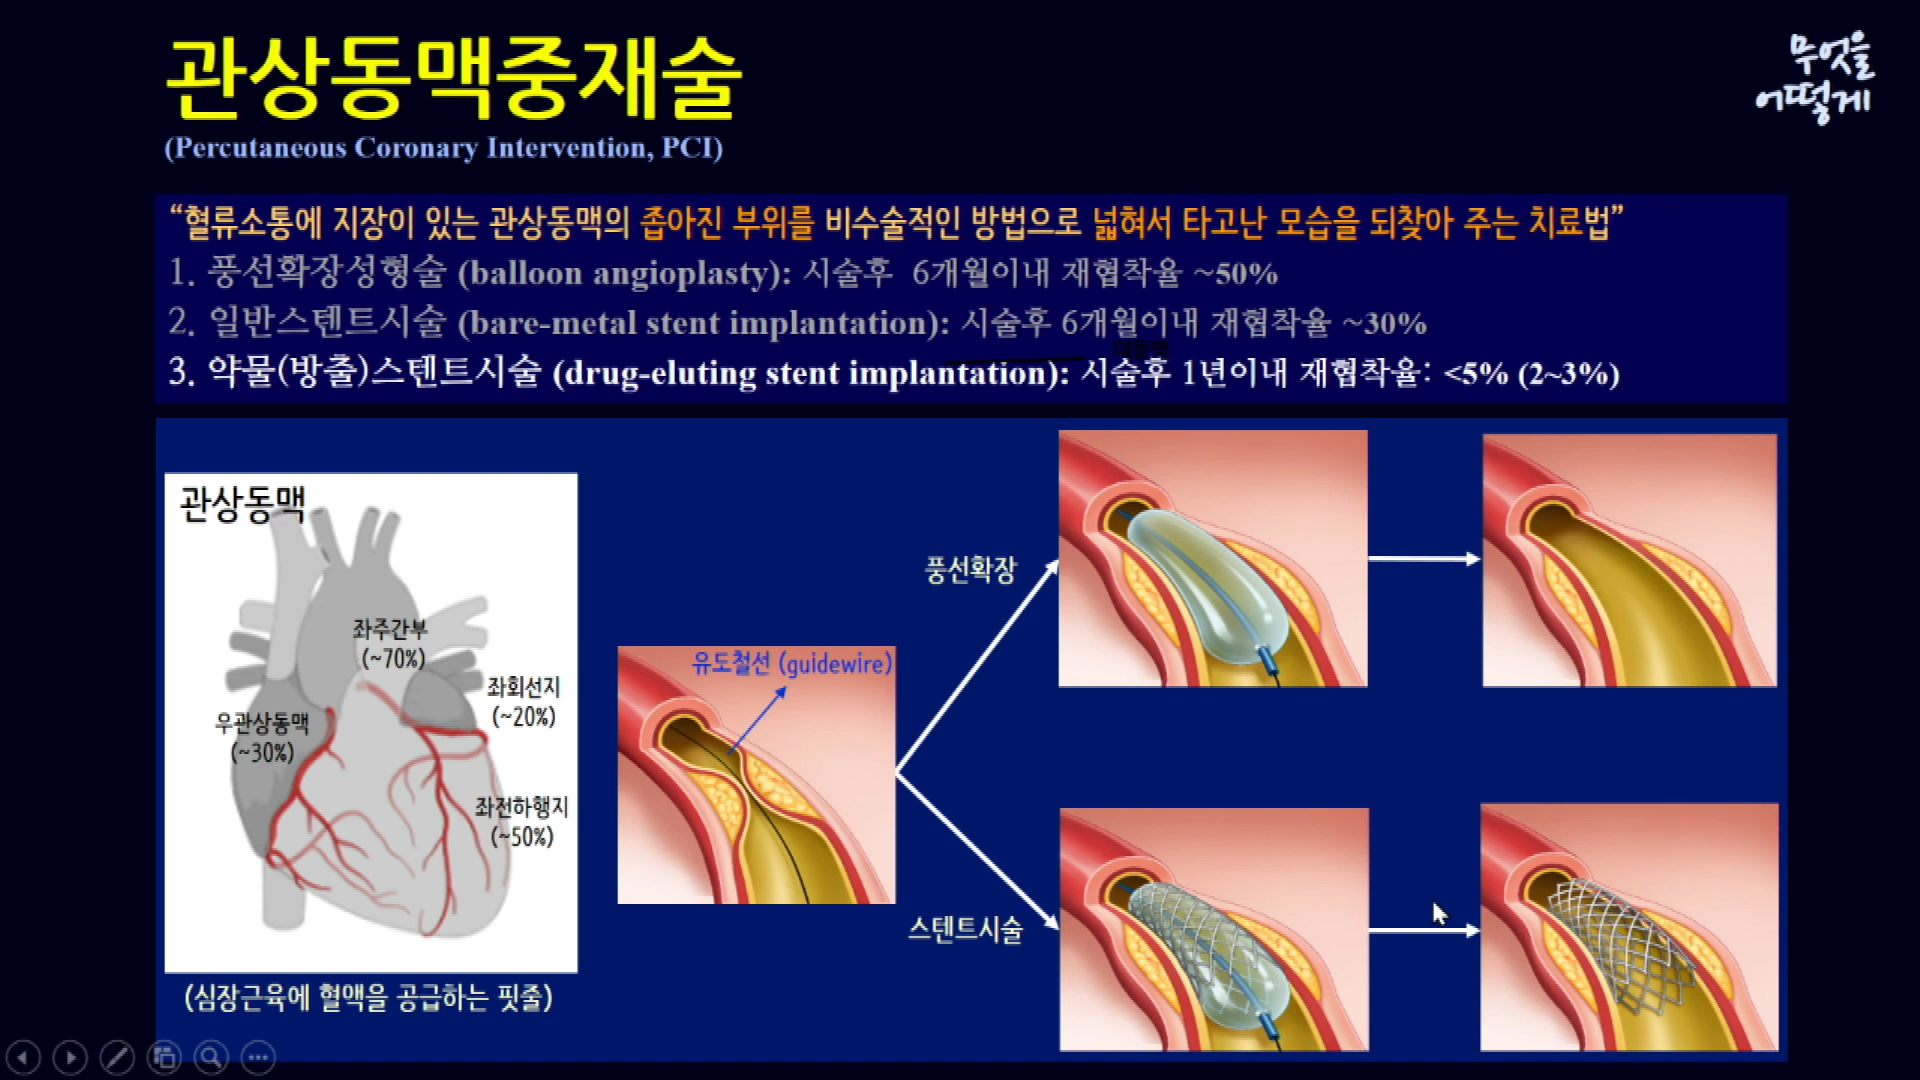 관상동맥중재술
(Percutaneous Coronary Intervention, PCI)
무엇을
어떻게
“혈류소통에 지장이 있는 관상동맥의 좁아진 부위를 비수술적인 방법으로 넓혀서 타고난 모습을 되찾아 주는 치료법”
1. 풍선확장성형술 (balloon angioplasty): 시술후 6개월이내 재협착율 ~50%
2. 일반스텐트시술 (bare-metal stent implantation): 시술후 6개월이내 재협착율 ~30%
3. 약물(방출)스텐트시술 (drug-eluting stent implantation): 시술후 1년이내 재협착율: <5% (2~3%)
관상동맥
좌주간부
(~70%)
좌회선지
(~20%)
우관상동맥
(~30%)
좌전하행지
(~50%)
(심장근육에 혈액을 공급하는 핏줄)
유도철선 (guidewire)
풍선확장
스텐트시술